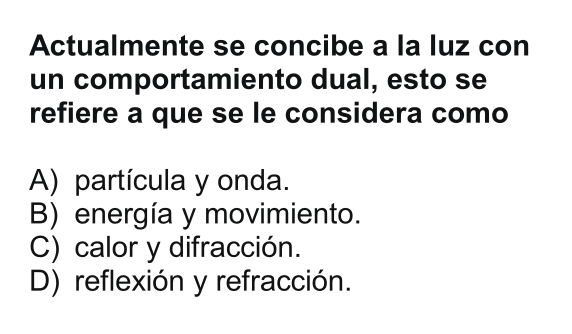 Actualmente se concibe a la luz con
un comportamiento dual, esto se
refiere a que se le considera como
A) partícula y onda.
B) energía y movimiento.
C) calor y difracción.
D) reflexión y refracción.